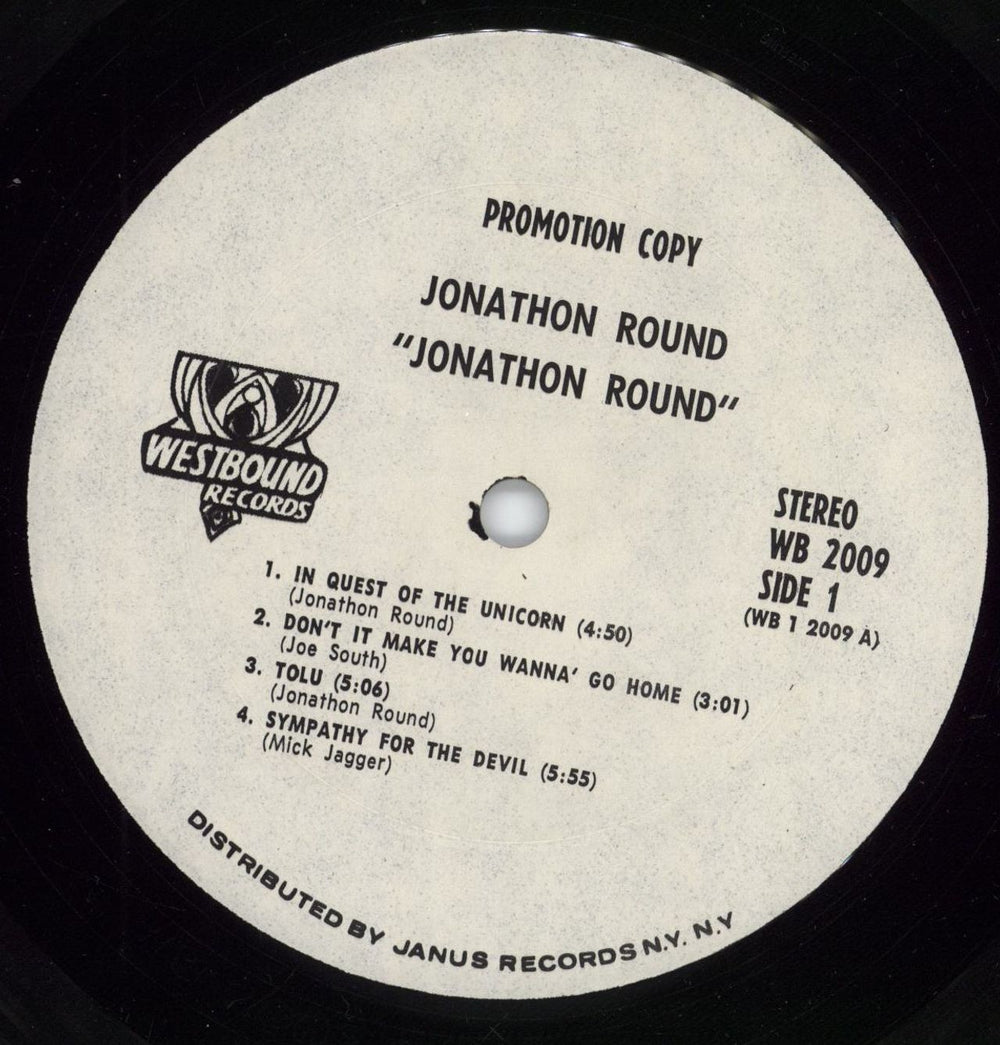 PROMOTION COPY
JONATHON ROUND
"JONATHON ROUND"
WESTBOUND
RECORDS
STEREO
WB 2009
SIDE 1
(WB 1 2009 A)
1. IN QUEST OF THE UNICORN (4:50)
(Jonathon Round)
2. DON'T IT MAKE YOU WANNA' GO HOME (3:01)
(Joe South)
3. TOLU (5:06)
(Jonathon Round)
4. SYMPATHY FOR THE DEVIL (5:55)
(Mick Jagger)
DISTRIBUTED BY JANUS RECORDS N.Y. N.Y